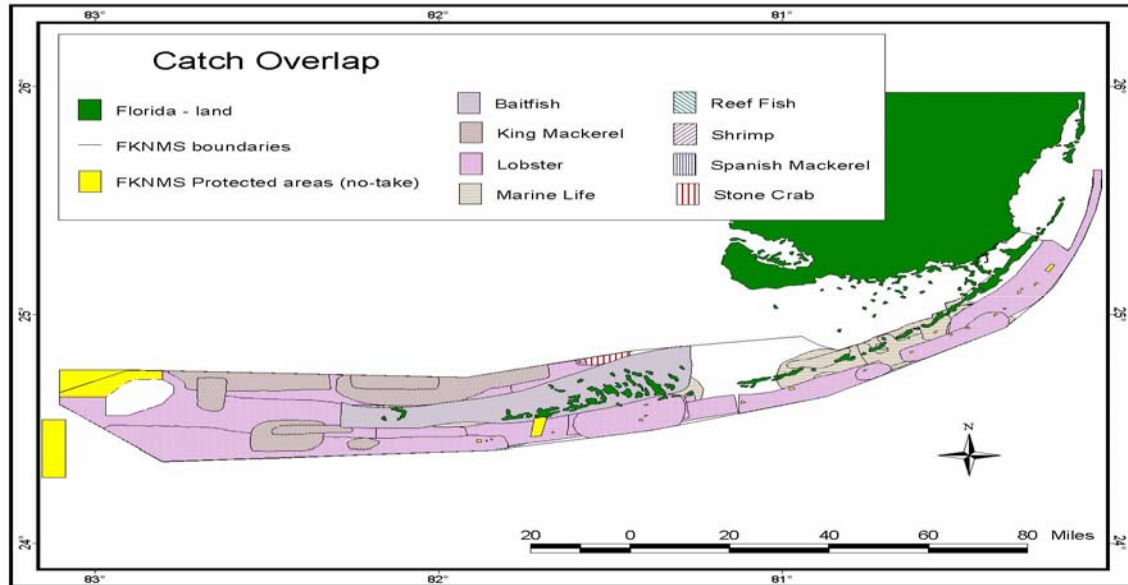 83°
82°
81°
Catch Overlap
Florida - land
FKNMS boundaries
FKNMS Protected areas (no-take)
Baitfish
King Mackerel
Lobster
Marine Life
Reef Fish
Shrimp
Spanish Mackerel
Stone Crab
26°
26°
25°
25°
N
24°
24°
20 0 20 40 60 80 Miles
83°
82°
81°